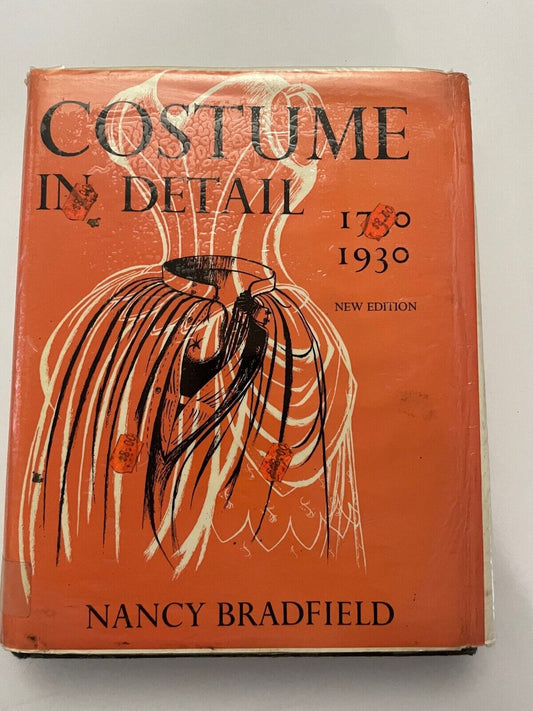 COSTUME
IN DETAIL
1930
NEW EDITION
NANCY BRADFIELD